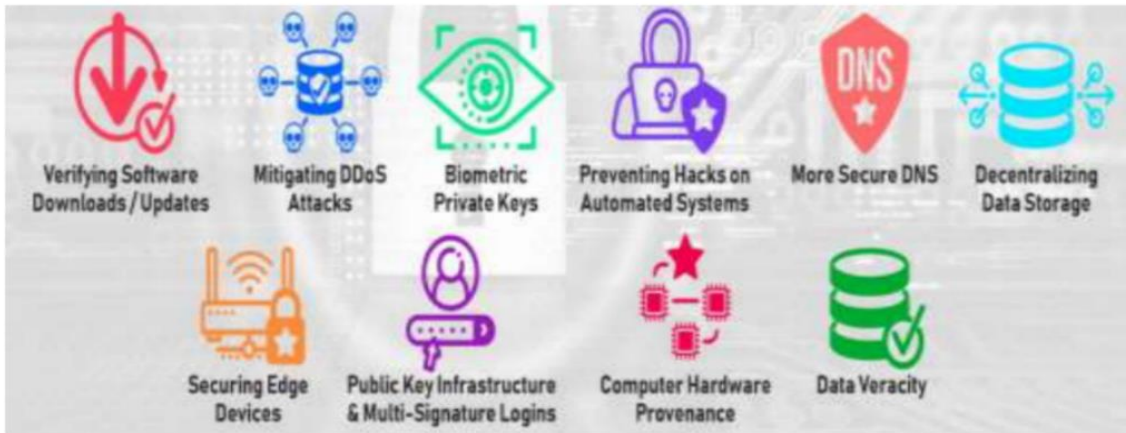 DNS
Verifying Software
Downloads / Updates
Mitigating DDoS
Attacks
Biometric
Private Keys
Preventing Hacks on
Automated Systems
More Secure DNS
Decentralizing
Data Storage
Securing Edge
Devices
Public Key Infrastructure
& Multi-Signature Logins
Computer Hardware
Provenance
Data Veracity